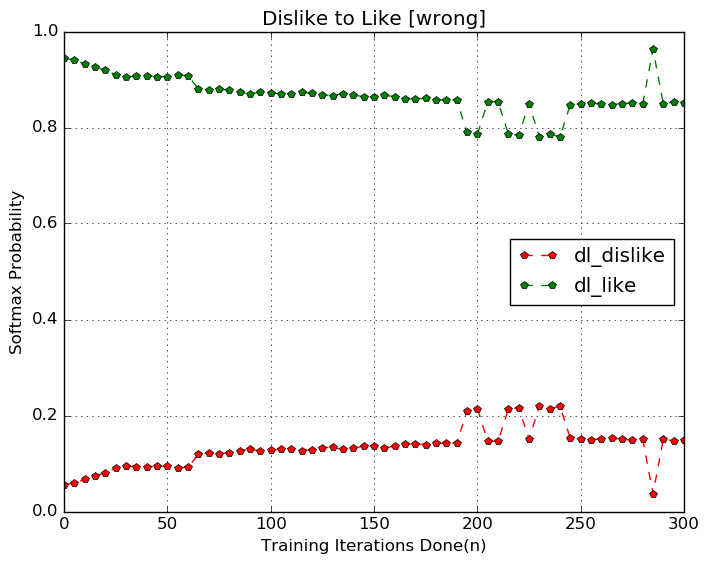 Dislike to Like [wrong]
1.0
0.8
0.6
0.4
0.2
0.0
Softmax Probability
dl_dislike
dl_like
0 50 100 150 200 250 300
Training Iterations Done(n)